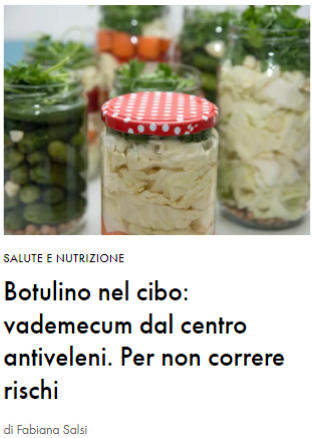 SALUTE E NUTRIZIONE
Botulino nel cibo:
vademecum dal centro
antiveleni. Per non correre
rischi
di Fabiana Salsi